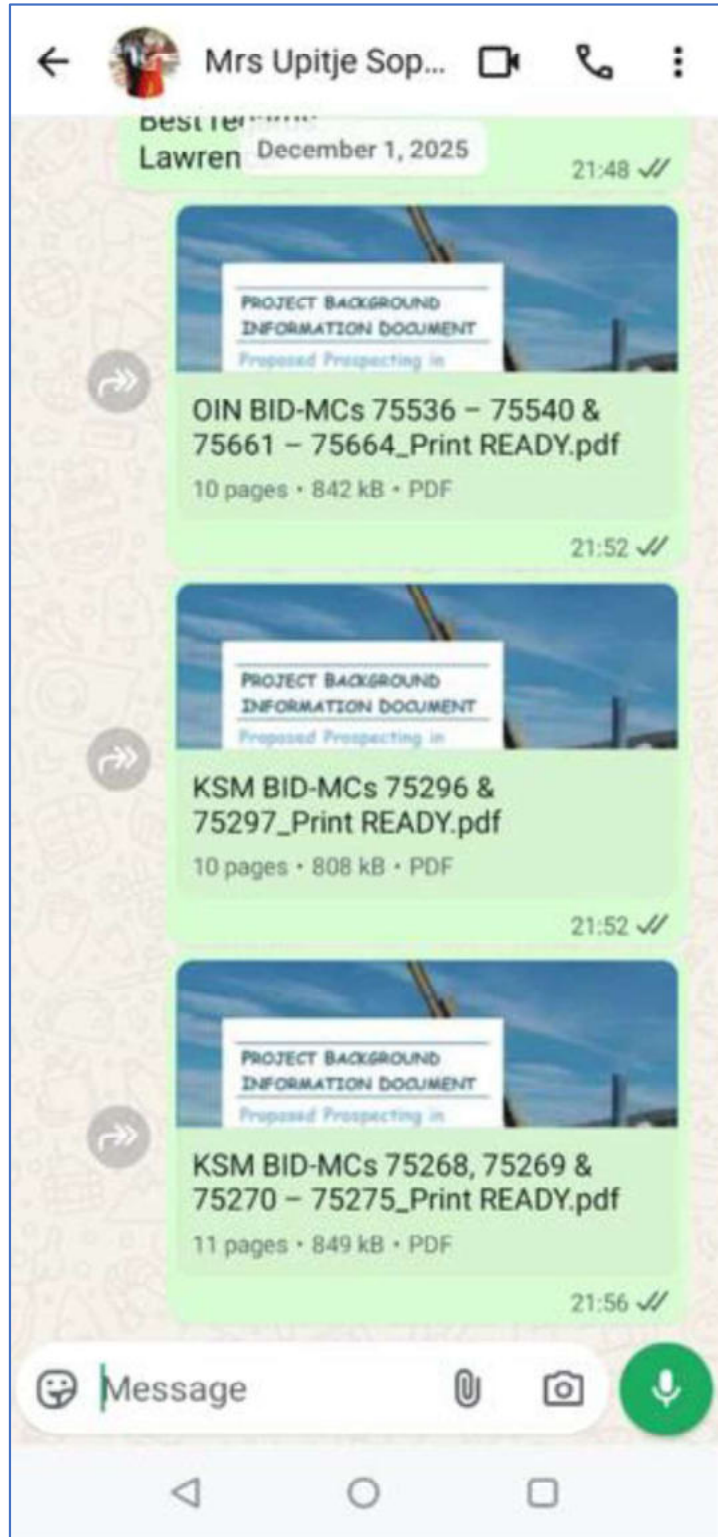 Mrs Upitje Sop...
Best regards
Lawren
December 1, 2025
21:48
PROJECT BACKGROUND
INFORMATION DOCUMENT
Proposed Prospecting in
OIN BID-MCs 75536 – 75540 &
75661 – 75664_Print READY.pdf
10 pages • 842 kB • PDF
21:52
PROJECT BACKGROUND
INFORMATION DOCUMENT
Proposed Prospecting in
KSM BID-MCs 75296 &
75297_Print READY.pdf
10 pages • 808 kB • PDF
21:52
PROJECT BACKGROUND
INFORMATION DOCUMENT
Proposed Prospecting in
KSM BID-MCs 75268, 75269 &
75270 – 75275_Print READY.pdf
11 pages • 849 kB • PDF
21:56
Message